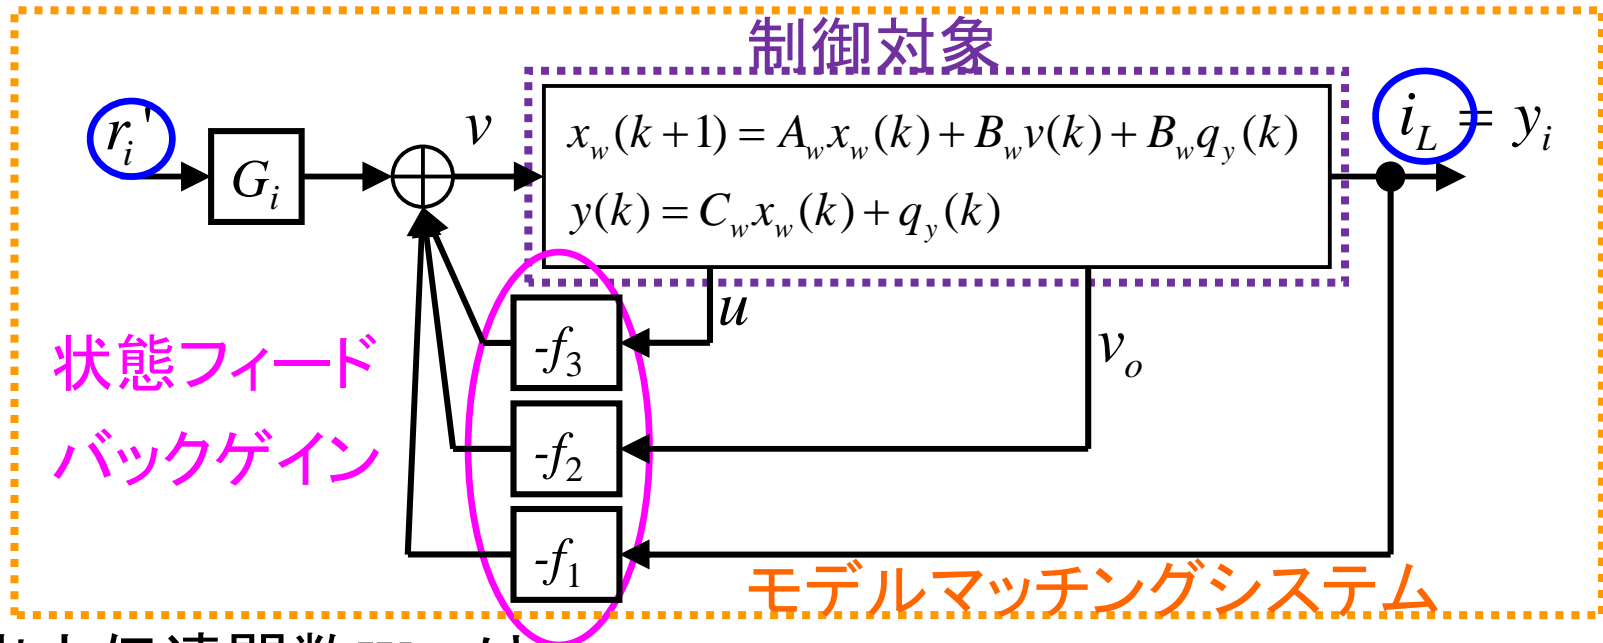 制御対象
r_i'
G_i
v
x_w(k+1) = A_w x_w(k) + B_w v(k) + B_w q_y(k)
y(k) = C_w x_w(k) + q_y(k)
i_L = y_i
u
v_o
状態フィード
バックゲイン
-f_3
-f_2
-f_1
モデルマッチングシステム